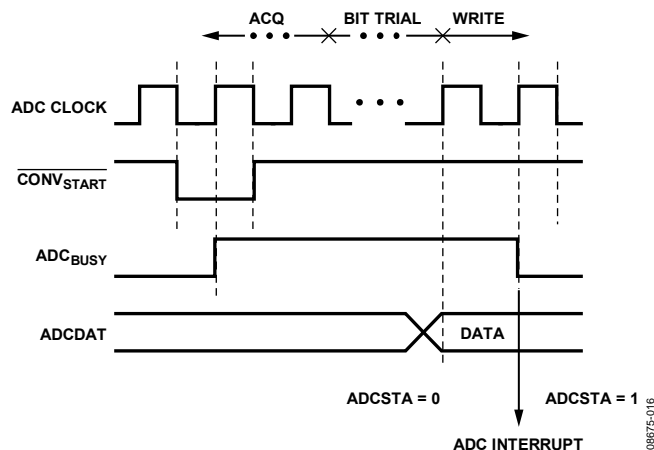 ACQ BIT TRIAL WRITE
ADC CLOCK
CONVSTART
ADCBUSY
ADCDAT DATA
ADCSTA = 0 ADCSTA = 1
ADC INTERRUPT
08675-016